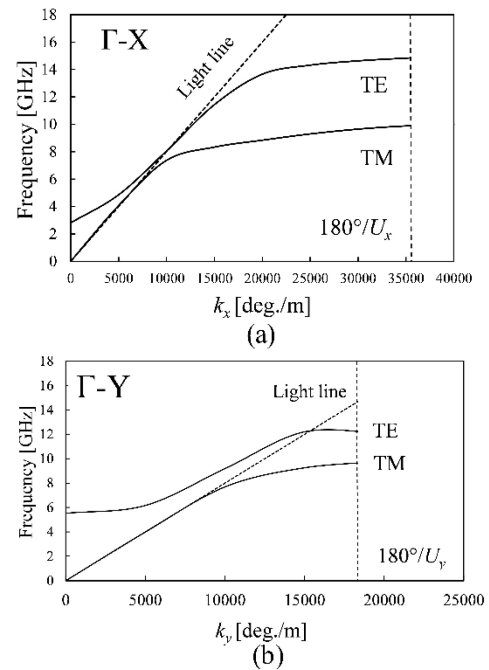 Γ-X
Frequency [GHz]
18
16
14
12
10
8
6
4
2
0
Light line
TE
TM
180°/Ux
0
5000
10000
15000
20000
25000
30000
35000
40000
kx [deg./m]
(a)
Γ-Y
Frequency [GHz]
18
16
14
12
10
8
6
4
2
0
Light line
TE
TM
180°/Uy
0
5000
10000
15000
20000
25000
ky [deg./m]
(b)